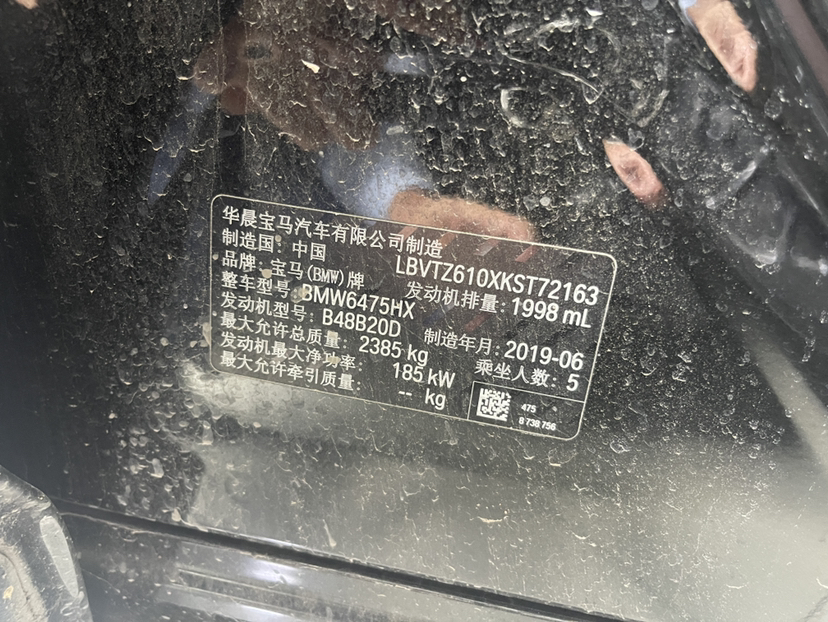 华晨宝马汽车有限公司制造
制造国: 中国 LBVTZ610XKST72163
品牌: 宝马(BMW)牌 发动机排量: 1998 mL
整车型号: BMW6475HX
发动机型号: B48B20D 制造年月: 2019-06
最大允许总质量: 2385 kg 乘坐人数: 5
发动机最大净功率: 185 kW
最大允许牵引质量: -- kg
475
8 738 756